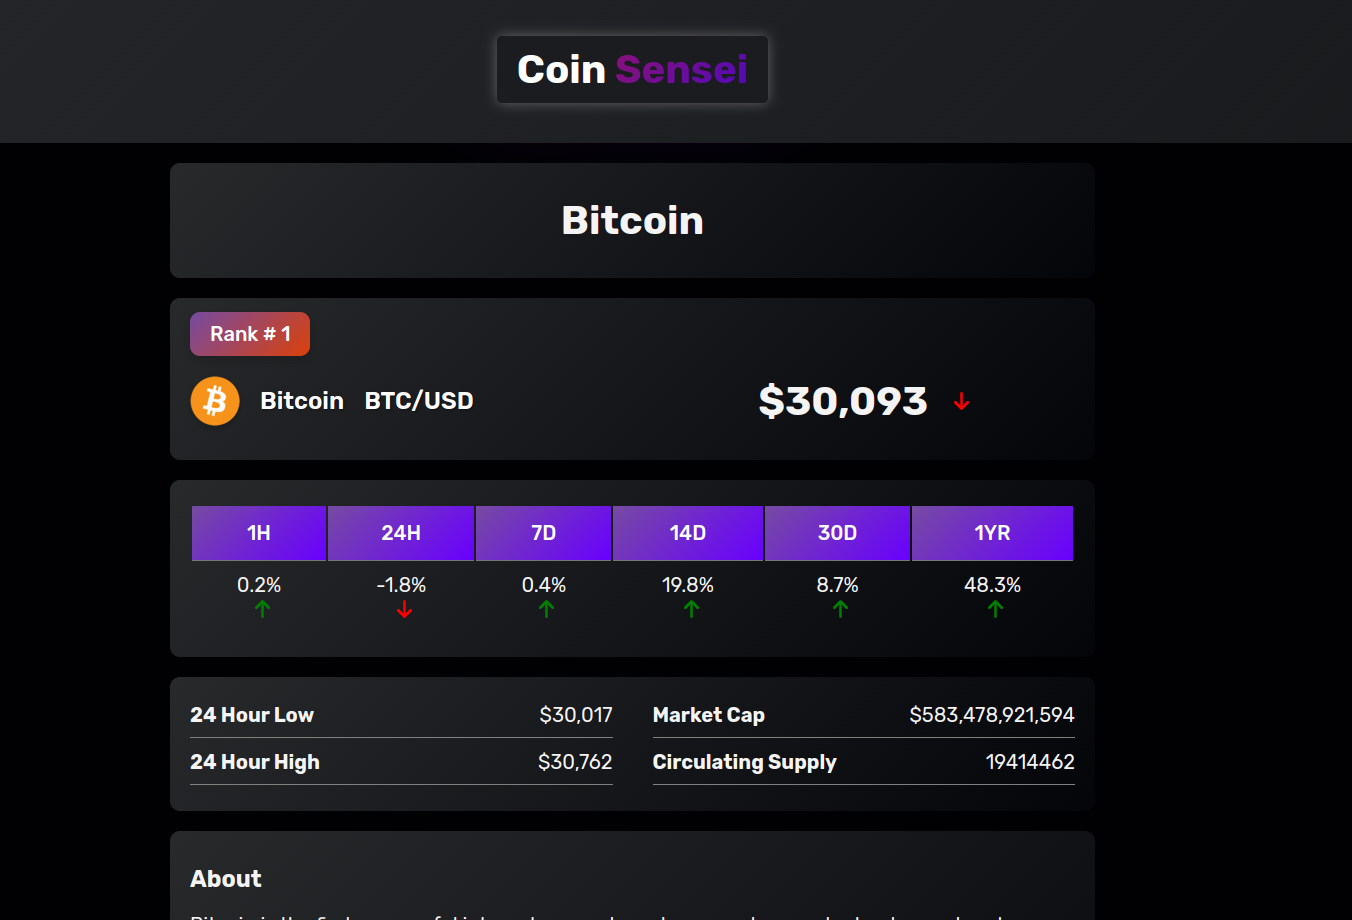 Coin Sensei
Bitcoin
Rank # 1
Bitcoin BTC/USD $30,093
1H 24H 7D 14D 30D 1YR
0.2% -1.8% 0.4% 19.8% 8.7% 48.3%
24 Hour Low $30,017 Market Cap $583,478,921,594
24 Hour High $30,762 Circulating Supply 19414462
About